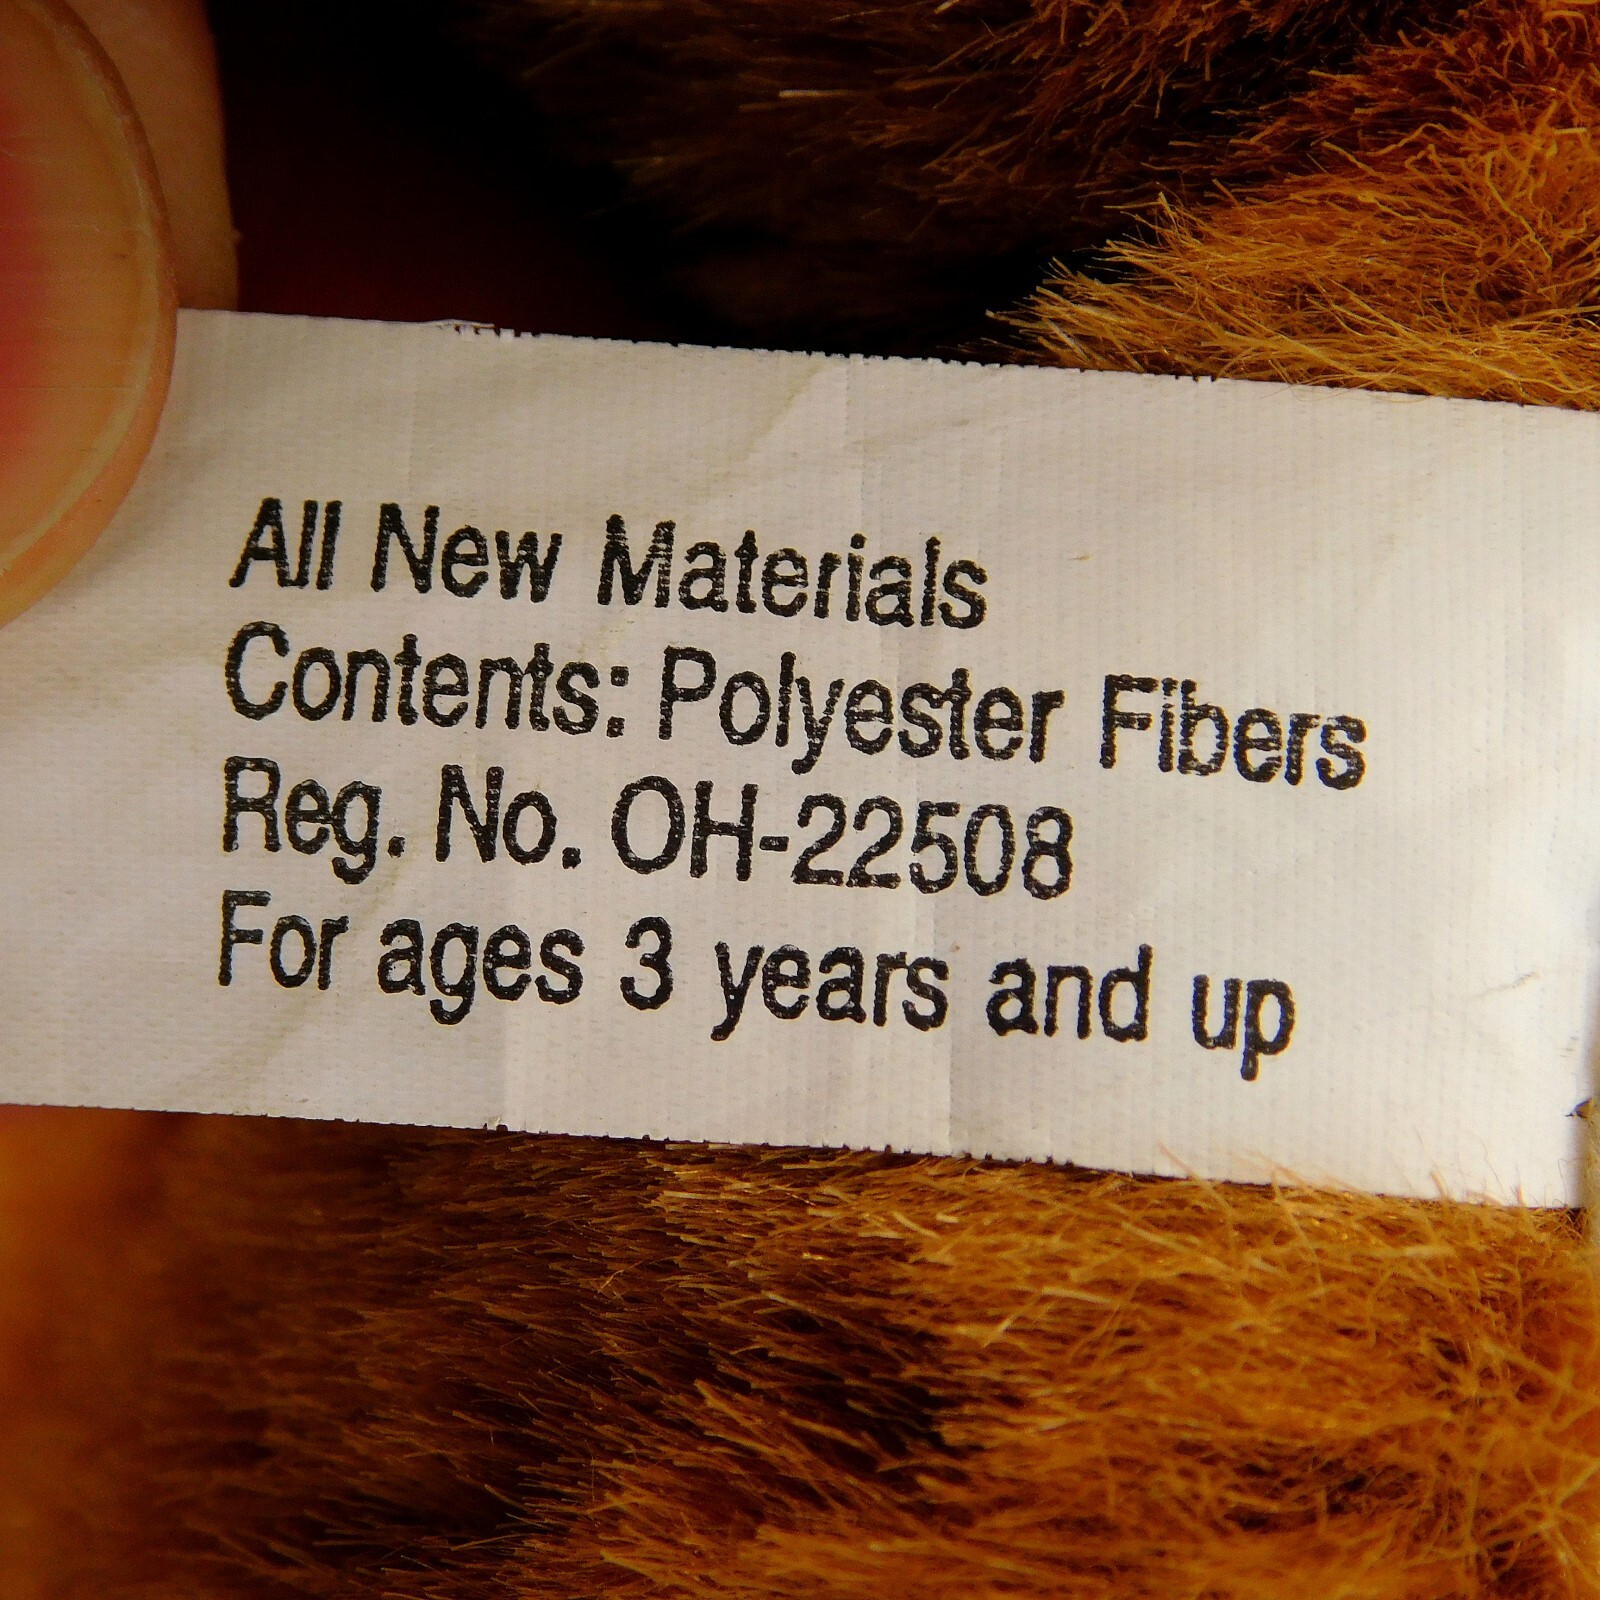 All New Materials
Contents: Polyester Fibers
Reg. No. OH-22508
For ages 3 years and up